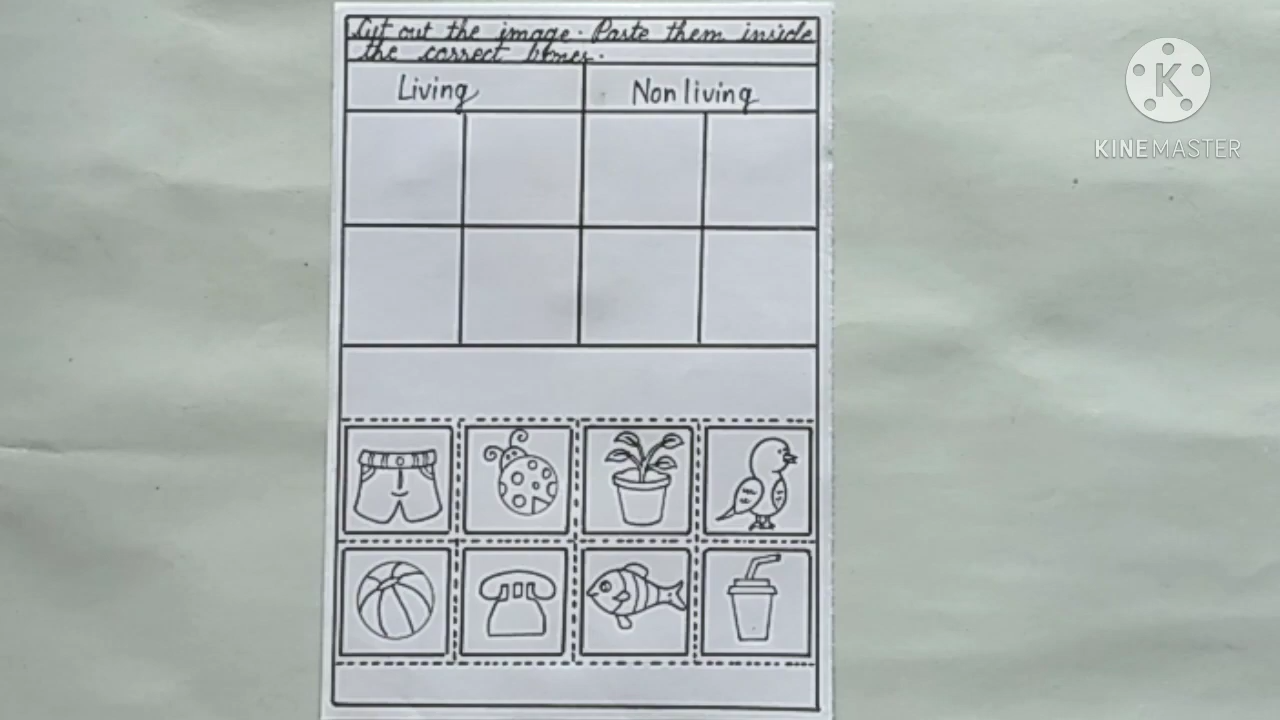 Cut out the image. Paste them inside
the correct boxes.
Living
Non living
K
KINEMASTER